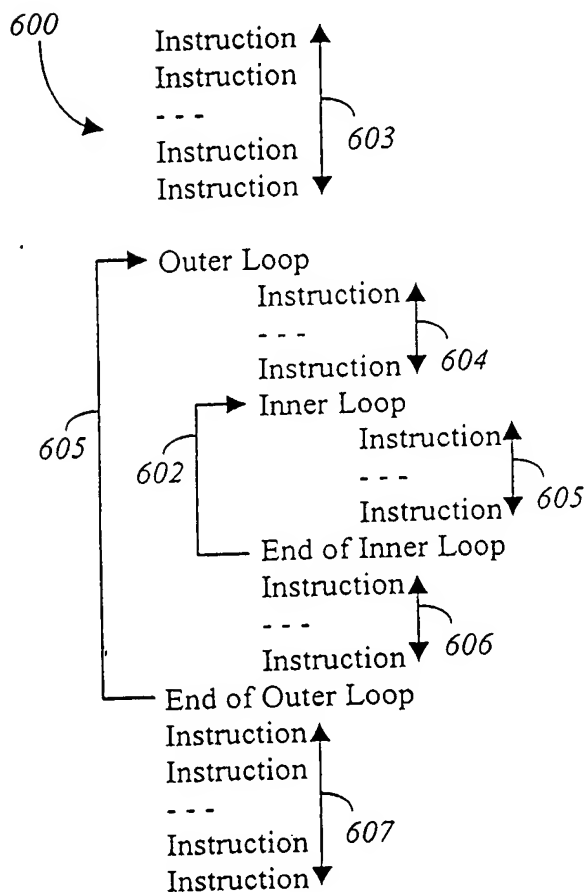 600
Instruction
Instruction
- - -
603
Instruction
Instruction
Outer Loop
Instruction
- - -
604
Instruction
Inner Loop
605
602
Instruction
- - -
605
Instruction
End of Inner Loop
Instruction
- - -
606
Instruction
End of Outer Loop
Instruction
Instruction
- - -
607
Instruction
Instruction